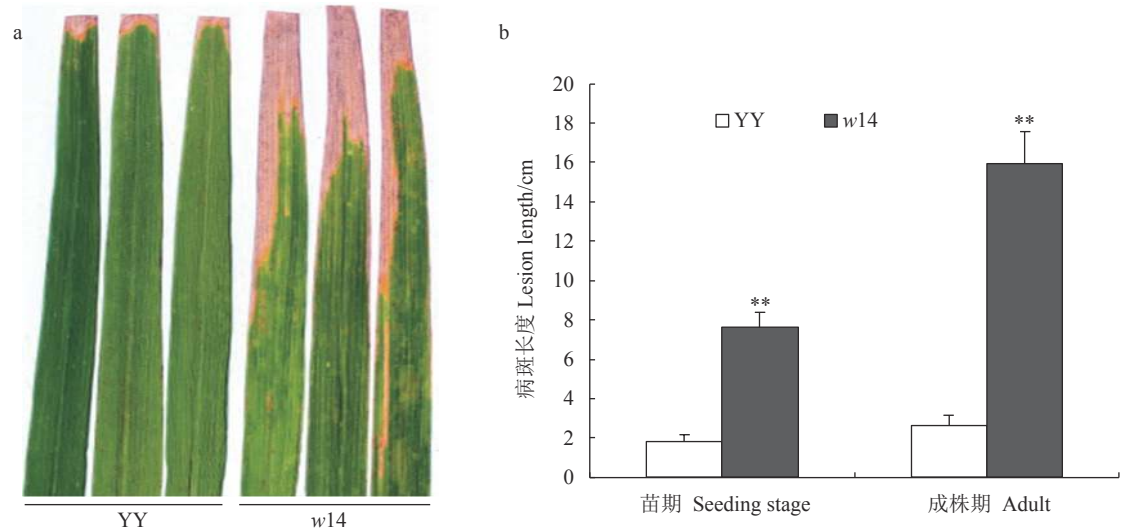 a
YY
w14
b
20
18
16
14
12
10
8
6
4
2
0
病斑长度 Lesion length/cm
YY
w14
**
**
苗期 Seeding stage
成株期 Adult